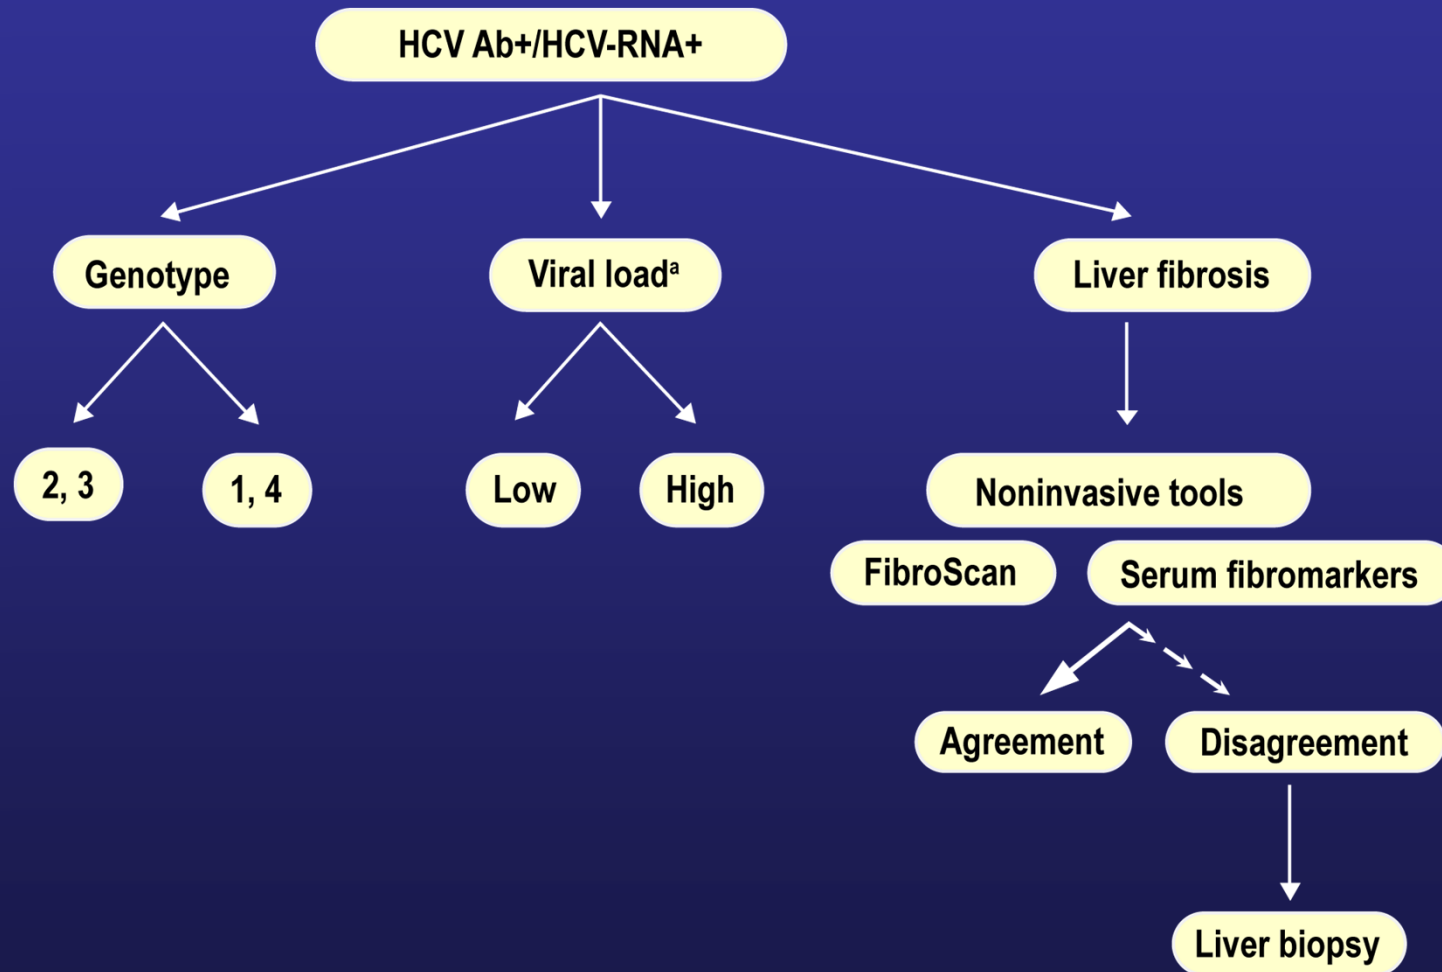 HCV Ab+/HCV-RNA+
Genotype
Viral loadᵃ
Liver fibrosis
2, 3
1, 4
Low
High
Noninvasive tools
FibroScan
Serum fibromarkers
Agreement
Disagreement
Liver biopsy